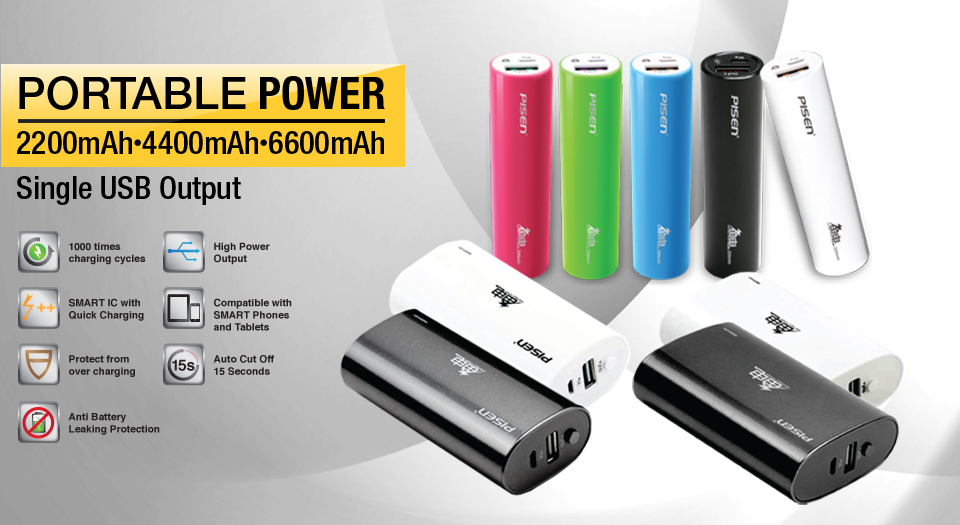 PORTABLE POWER
2200mAh•4400mAh•6600mAh
Single USB Output
1000 times
charging cycles
High Power
Output
SMART IC with
Quick Charging
Compatible with
SMART Phones
and Tablets
Protect from
over charging
15s
Auto Cut Off
15 Seconds
Anti Battery
Leaking Protection
PISEN
PISEN
PISEN
PISEN
PISEN
PISEN
PISEN
PISEN